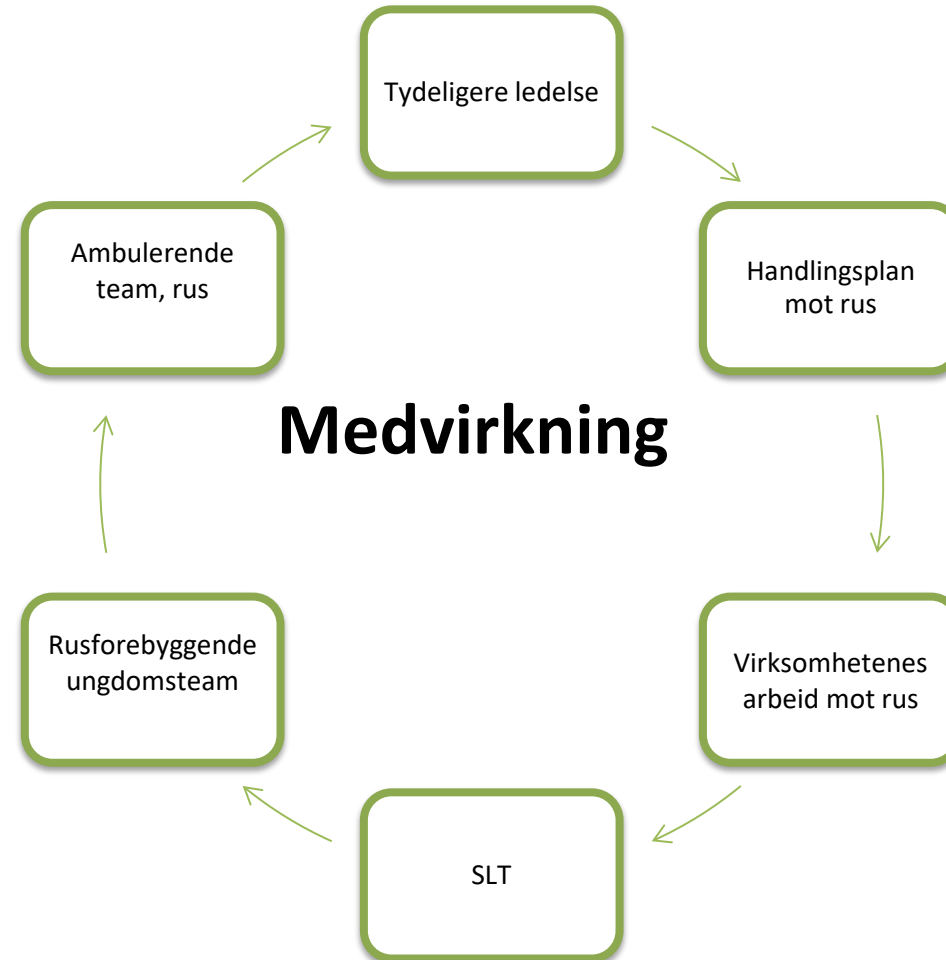 Tydeligere ledelse
Ambulerende
team, rus
Handlingsplan
mot rus
Medvirkning
Rusforebyggende
ungdomsteam
Virksomhetenes
arbeid mot rus
SLT